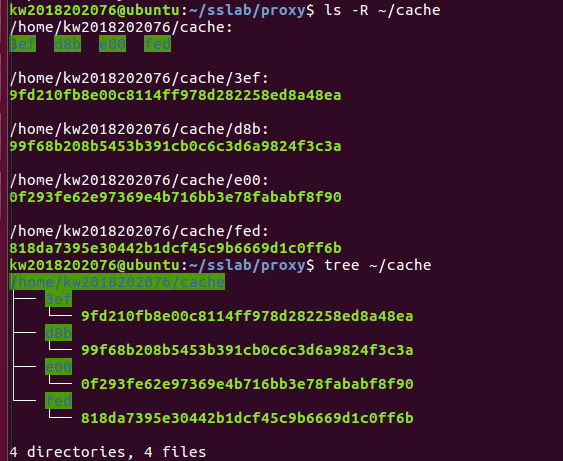 kw2018202076@ubuntu:~/sslab/proxy$ ls -R ~/cache
/home/kw2018202076/cache:
3ef  d8b  e00  fed

/home/kw2018202076/cache/3ef:
9fd210fb8e00c8114ff978d282258ed8a48ea

/home/kw2018202076/cache/d8b:
99f68b208b5453b391cb0c6c3d6a9824f3c3a

/home/kw2018202076/cache/e00:
0f293fe62e97369e4b716bb3e78fababf8f90

/home/kw2018202076/cache/fed:
818da7395e30442b1dcf45c9b6669d1c0ff6b
kw2018202076@ubuntu:~/sslab/proxy$ tree ~/cache
/home/kw2018202076/cache
├── 3ef
│   └── 9fd210fb8e00c8114ff978d282258ed8a48ea
├── d8b
│   └── 99f68b208b5453b391cb0c6c3d6a9824f3c3a
├── e00
│   └── 0f293fe62e97369e4b716bb3e78fababf8f90
└── fed
    └── 818da7395e30442b1dcf45c9b6669d1c0ff6b

4 directories, 4 files